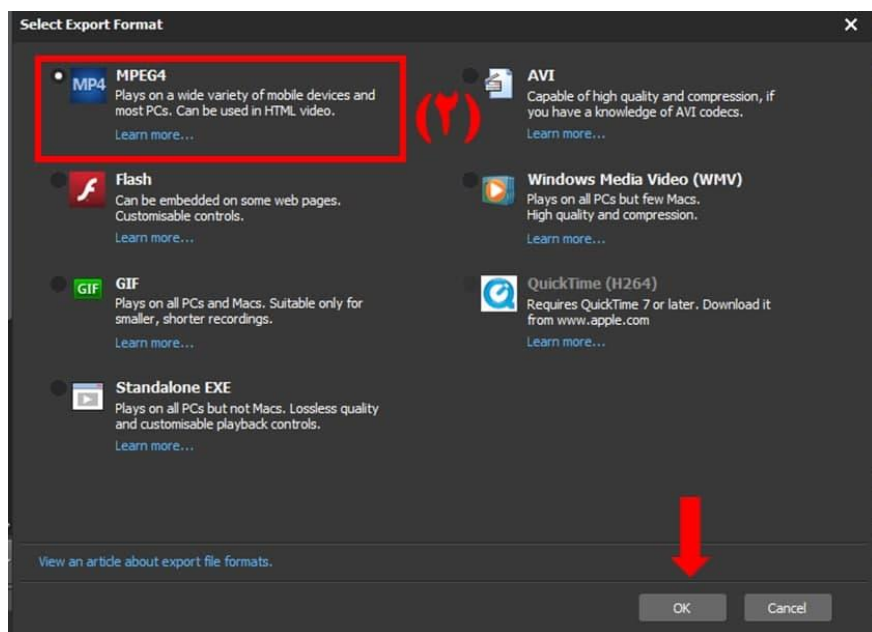 Select Export Format
MP4
MPEG4
Plays on a wide variety of mobile devices and
most PCs. Can be used in HTML video.
Learn more...
(۲)
AVI
Capable of high quality and compression, if
you have a knowledge of AVI codecs.
Learn more...
Flash
Can be embedded on some web pages.
Customisable controls.
Learn more...
Windows Media Video (WMV)
Plays on all PCs but few Macs.
High quality and compression.
Learn more...
GIF
GIF
Plays on all PCs and Macs. Suitable only for
smaller, shorter recordings.
Learn more...
QuickTime (H264)
Requires QuickTime 7 or later. Download it
from www.apple.com
Learn more...
Standalone EXE
Plays on all PCs but not Macs. Lossless quality
and customisable playback controls.
Learn more...
View an article about export file formats.
OK
Cancel